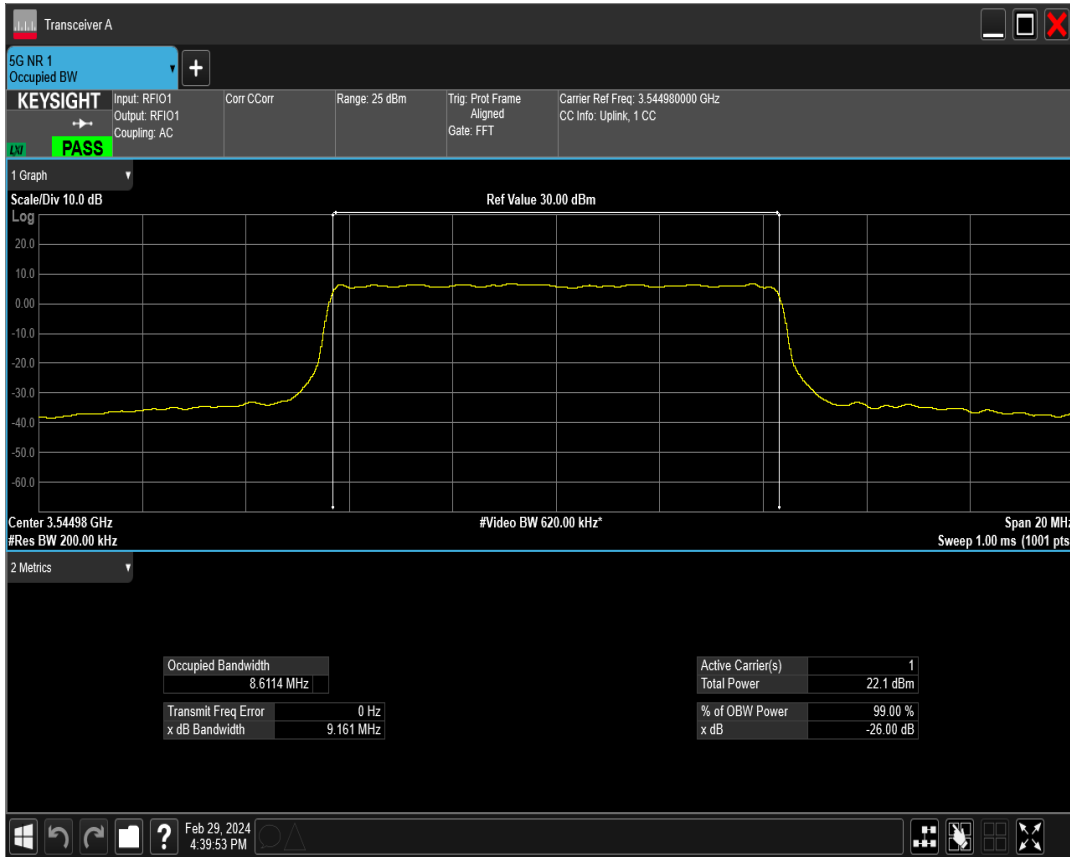 Transceiver A
5G NR 1
Occupied BW
+
KEYSIGHT
LXI
PASS
Input: RFIO1
Output: RFIO1
Coupling: AC
Corr CCorr
Range: 25 dBm
Trig: Prot Frame
Aligned
Gate: FFT
Carrier Ref Freq: 3.544980000 GHz
CC Info: Uplink, 1 CC
1 Graph
Scale/Div 10.0 dB
Ref Value 30.00 dBm
Log
20.0
10.0
0.00
-10.0
-20.0
-30.0
-40.0
-50.0
-60.0
Center 3.54498 GHz
#Video BW 620.00 kHz*
Span 20 MHz
#Res BW 200.00 kHz
Sweep 1.00 ms (1001 pts
2 Metrics
Occupied Bandwidth
8.6114 MHz
Transmit Freq Error 0 Hz
x dB Bandwidth 9.161 MHz
Active Carrier(s) 1
Total Power 22.1 dBm
% of OBW Power 99.00 %
x dB -26.00 dB
?
Feb 29, 2024
4:39:53 PM